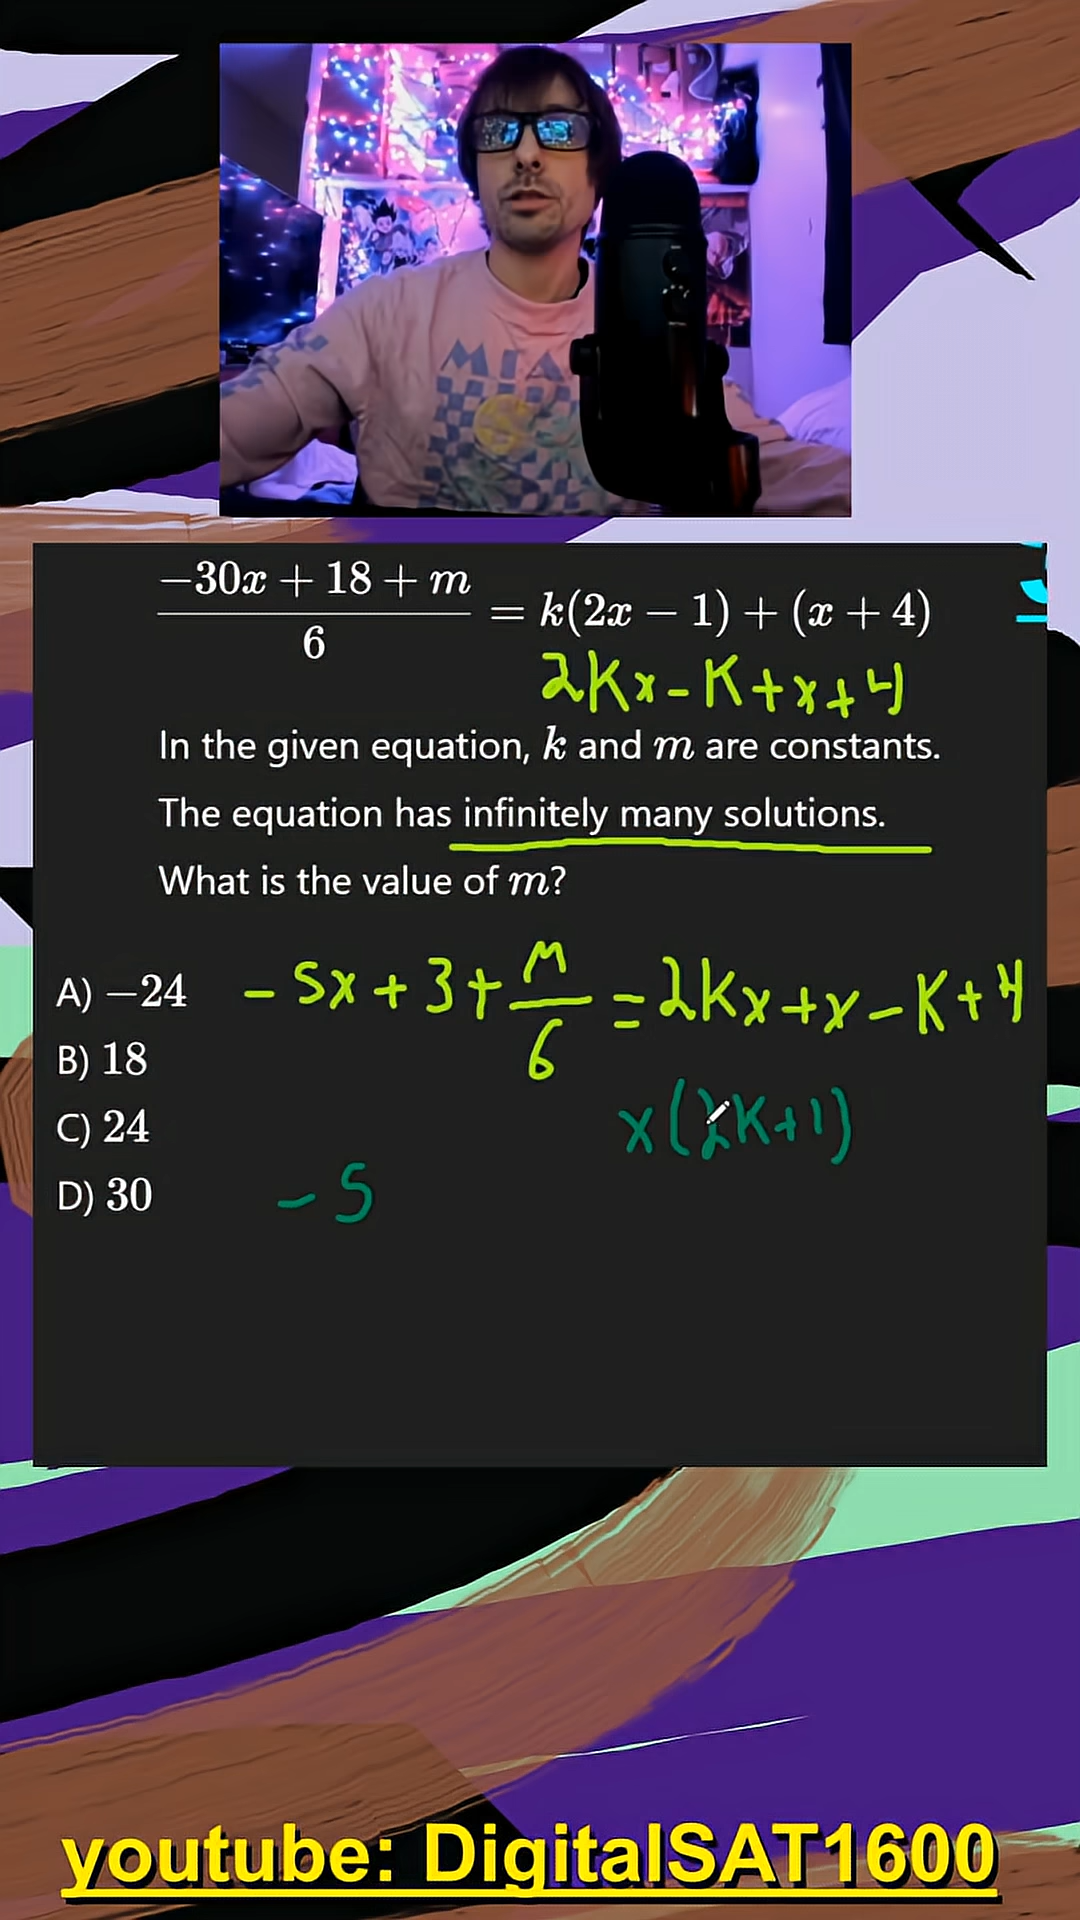 MIA
−30x + 18 + m
6
= k(2x − 1) + (x + 4)
2Kx - K + x + 4
In the given equation, k and m are constants.
The equation has infinitely many solutions.
What is the value of m?
A) −24
B) 18
C) 24
D) 30
- 5x + 3 + M/6 = 2Kx + x - K + 4
x(2K+1)
- 5
youtube: DigitalSAT1600